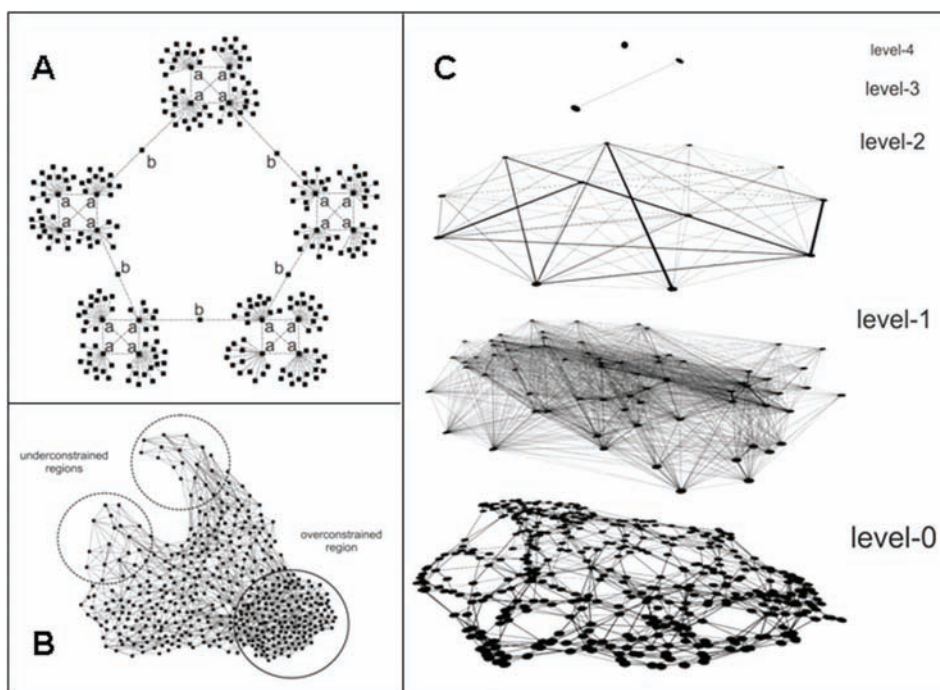 A
a a
a a
b
b
a a
a a
a a
a a
b
b
b
a a
a a
a a
a a
B
underconstrained
regions
overconstrained
region
C
level-4
level-3
level-2
level-1
level-0